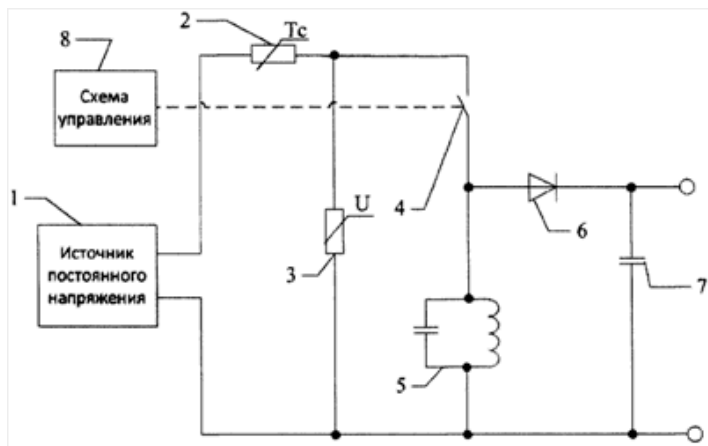 2
Tc
8
Схема
управления
4
U
6
1
Источник
постоянного
напряжения
3
7
5